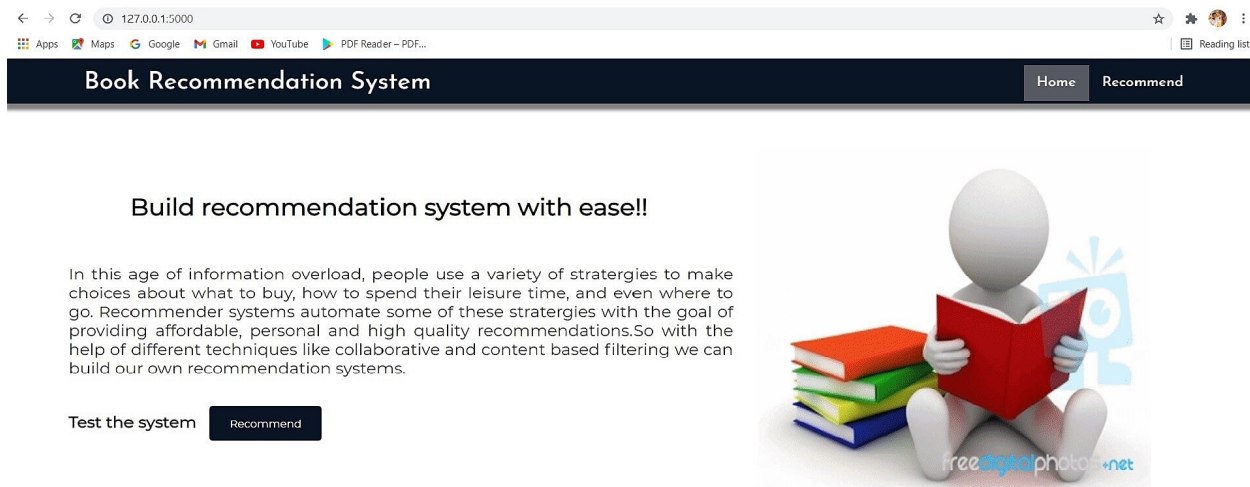 127.0.0.1:5000
Apps Maps Google Gmail YouTube PDF Reader – PDF... Reading list
Book Recommendation System Home Recommend
Build recommendation system with ease!!
In this age of information overload, people use a variety of stratergies to make
choices about what to buy, how to spend their leisure time, and even where to
go. Recommender systems automate some of these stratergies with the goal of
providing affordable, personal and high quality recommendations.So with the
help of different techniques like collaborative and content based filtering we can
build our own recommendation systems.
Test the system Recommend
freedigitalphotos.net